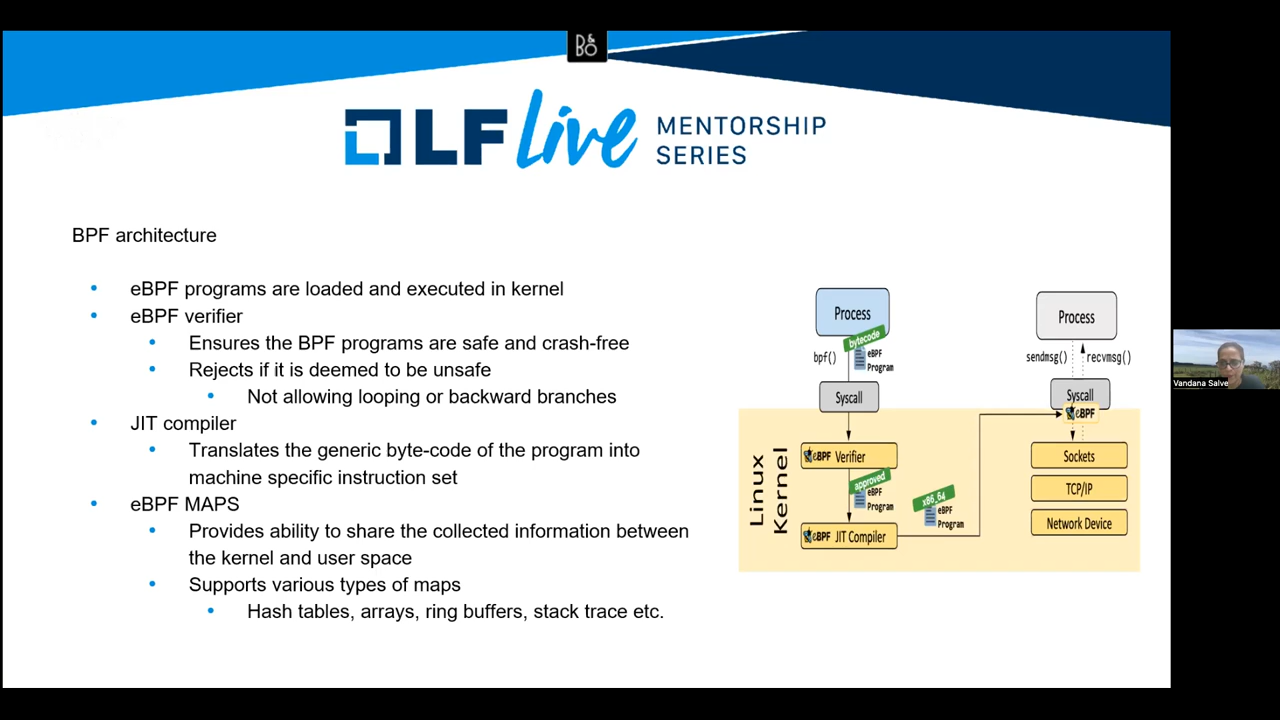 B&O
LF Live MENTORSHIP
SERIES
BPF architecture
• eBPF programs are loaded and executed in kernel
• eBPF verifier
• Ensures the BPF programs are safe and crash-free
• Rejects if it is deemed to be unsafe
• Not allowing looping or backward branches
• JIT compiler
• Translates the generic byte-code of the program into
machine specific instruction set
• eBPF MAPS
• Provides ability to share the collected information between
the kernel and user space
• Supports various types of maps
• Hash tables, arrays, ring buffers, stack trace etc.
Process
bytecode
bpf()
eBPF
Program
Syscall
eBPF Verifier
approved
eBPF
Program
eBPF JIT Compiler
x86_64
eBPF
Program
Linux
Kernel
Process
sendmsg() recvmsg()
Syscall
eBPF
Sockets
TCP/IP
Network Device
Vandana Salve